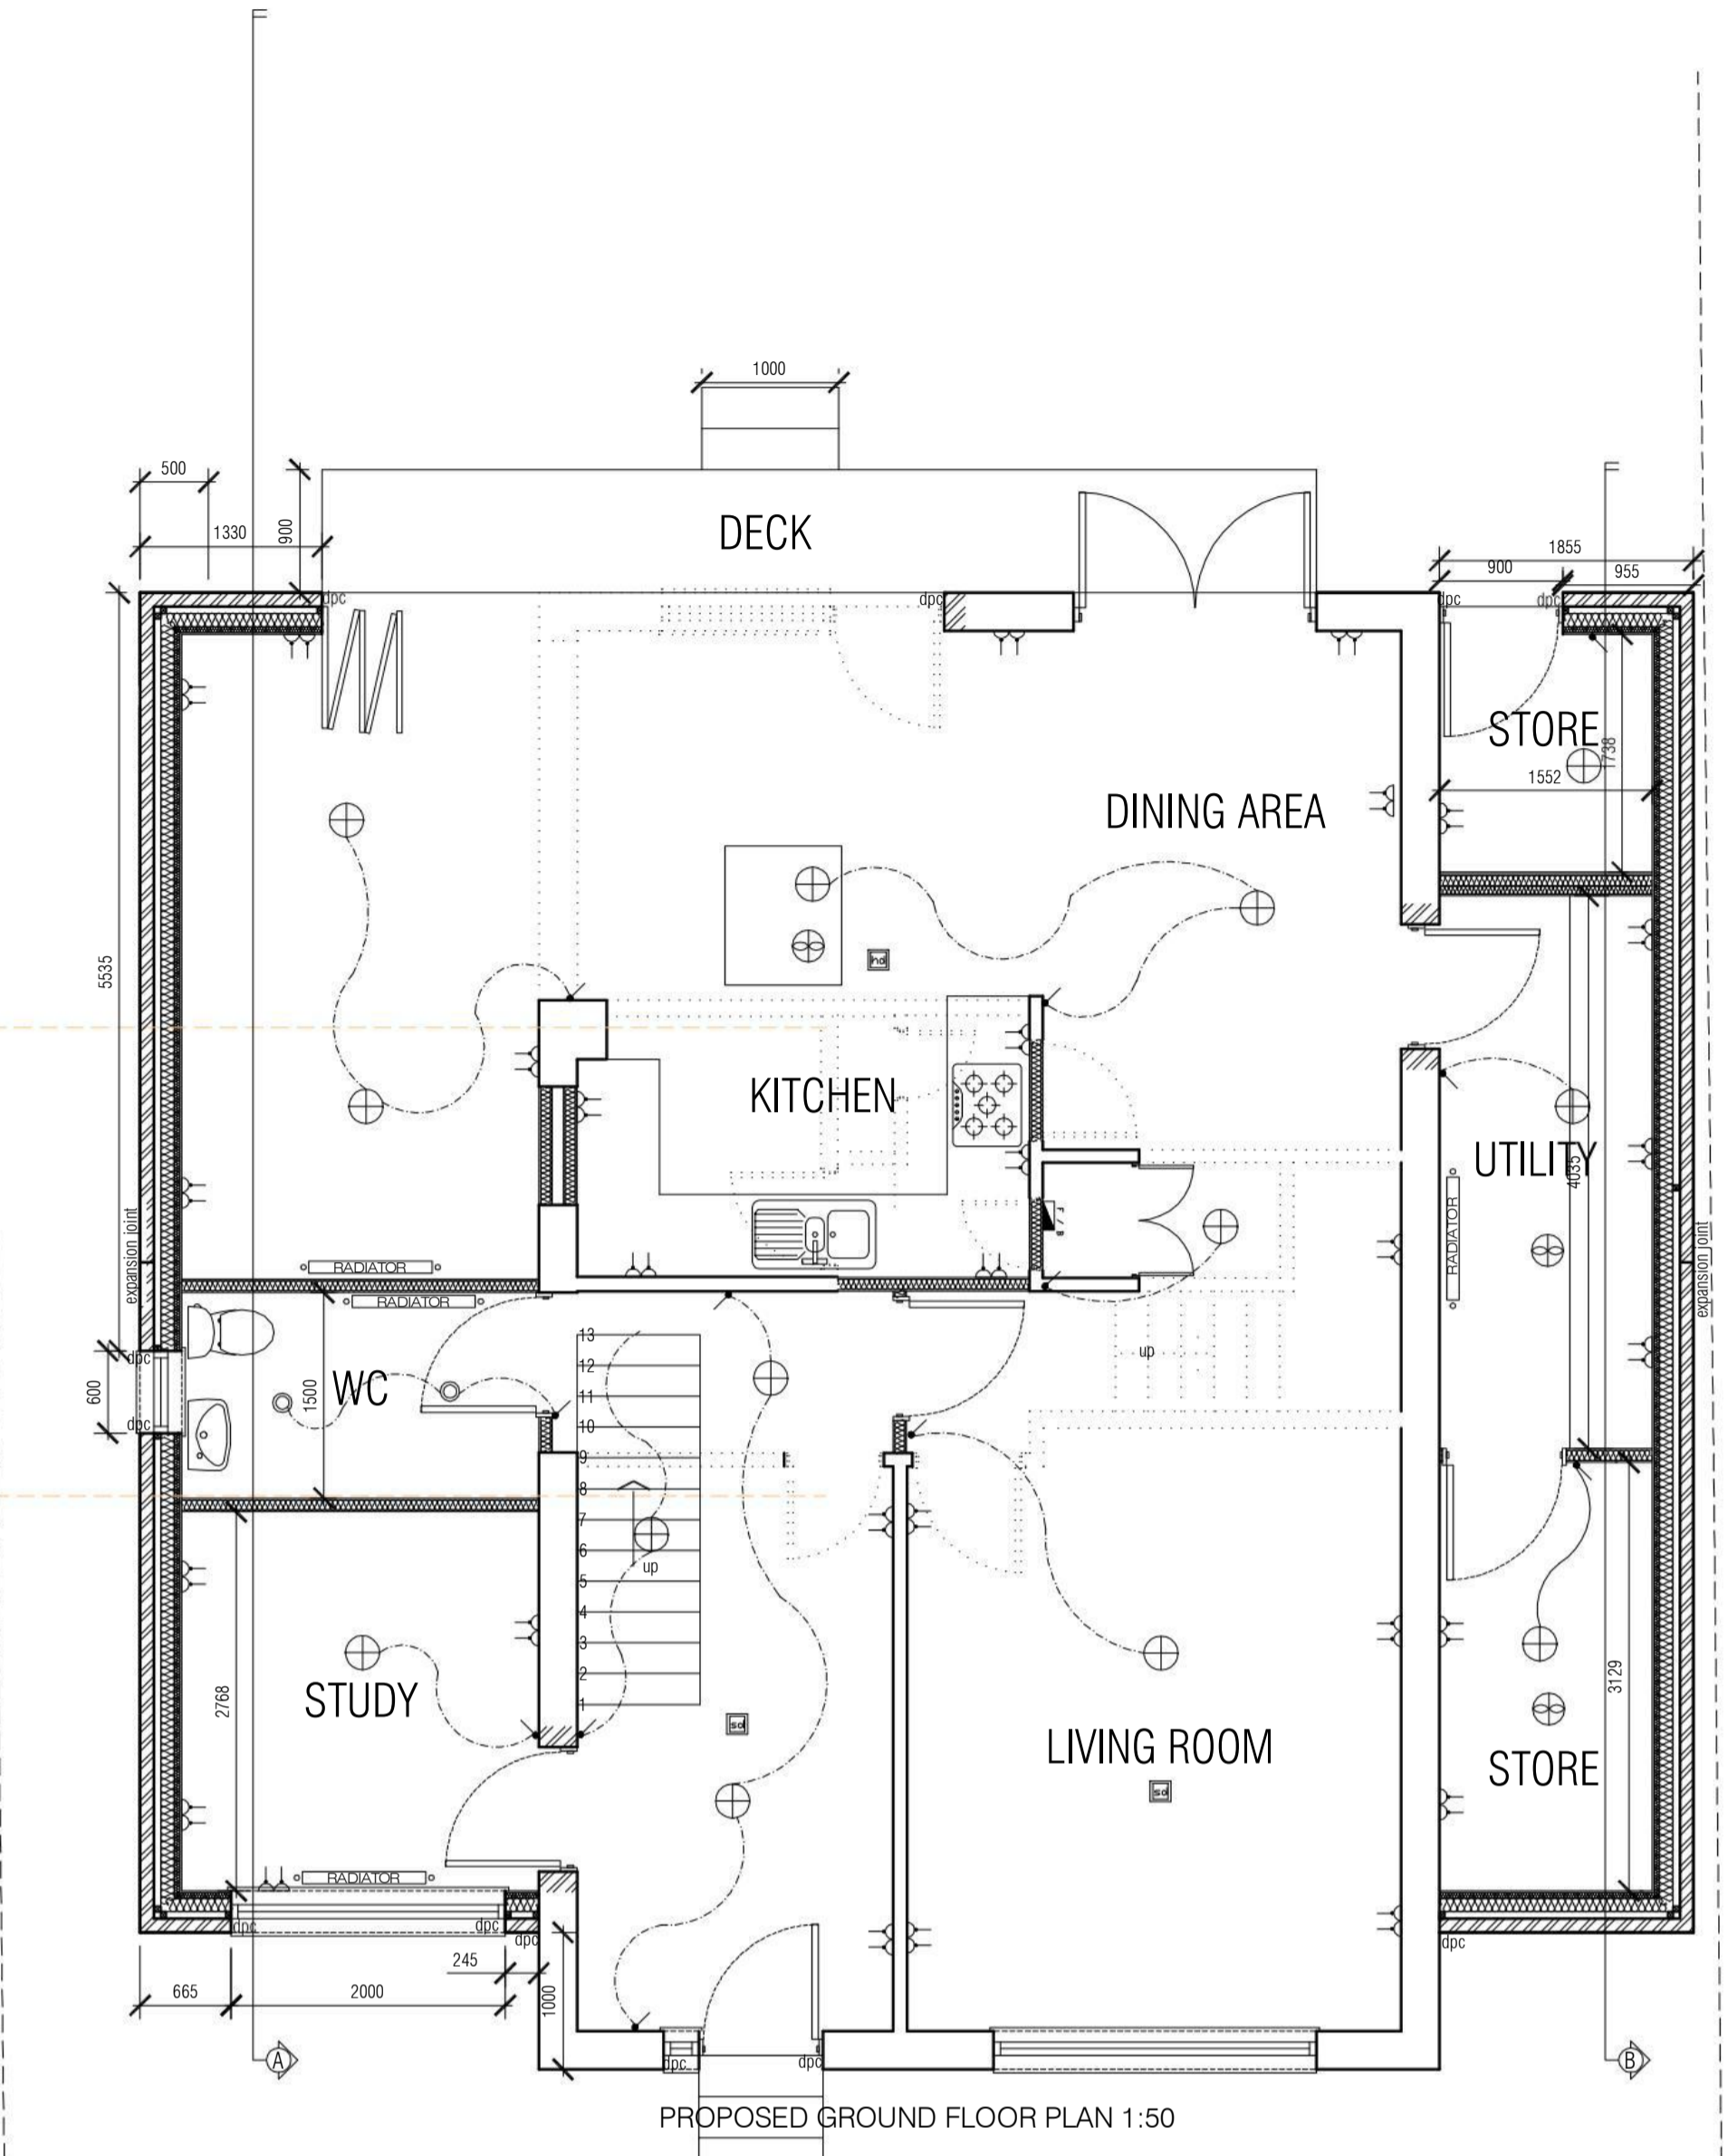 1000
500
1330
900
DECK
1855
900
955
dpc
dpc
dpc
dpc
STORE
1552
DINING AREA
5535
KITCHEN
UTILITY
4035
RADIATOR
expansion joint
expansion joint
RADIATOR
RADIATOR
dpc
600
dpc
WC
1500
13
12
11
10
9
8
7
6
5
4
3
2
1
up
up
STUDY
2768
sd
LIVING ROOM
sd
STORE
3129
RADIATOR
dpc
dpc
dpc
dpc
245
665
2000
1000
dpc
dpc
A
B
PROPOSED GROUND FLOOR PLAN 1:50